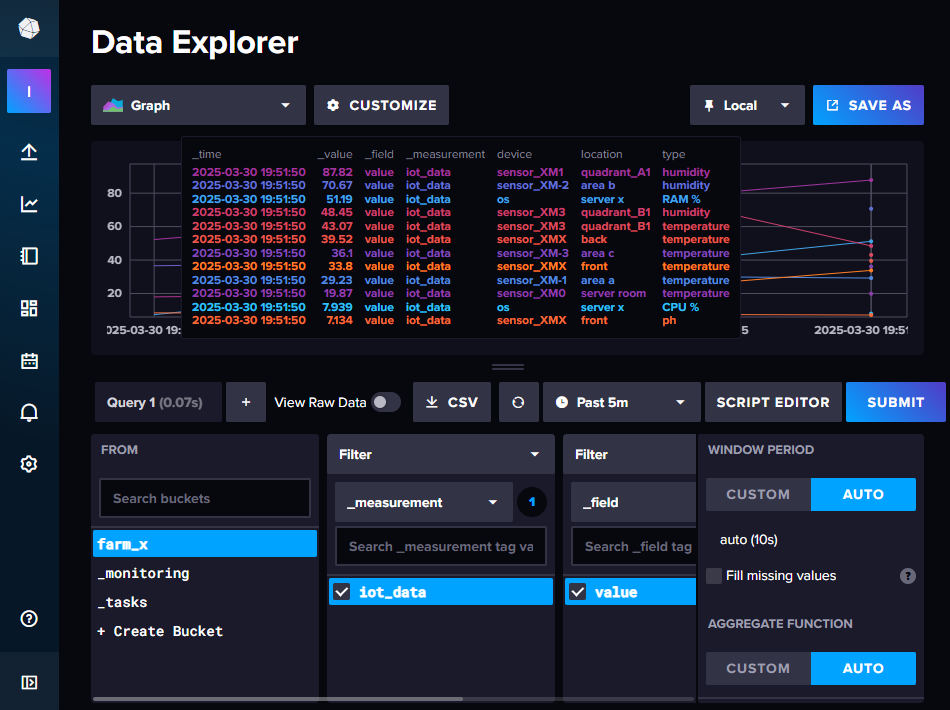 Data Explorer
I
Graph
CUSTOMIZE
Local
SAVE AS
_time _value _field _measurement device location type
2025-03-30 19:51:50 87.82 value iot_data sensor_XM1 quadrant_A1 humidity
2025-03-30 19:51:50 70.67 value iot_data sensor_XM-2 area b humidity
2025-03-30 19:51:50 51.19 value iot_data os server x RAM %
2025-03-30 19:51:50 48.45 value iot_data sensor_XM3 quadrant_B1 humidity
2025-03-30 19:51:50 43.07 value iot_data sensor_XM3 quadrant_B1 temperature
2025-03-30 19:51:50 39.52 value iot_data sensor_XMX back temperature
2025-03-30 19:51:50 36.1 value iot_data sensor_XM-3 area c temperature
2025-03-30 19:51:50 33.8 value iot_data sensor_XMX front temperature
2025-03-30 19:51:50 29.23 value iot_data sensor_XM-1 area a temperature
2025-03-30 19:51:50 19.87 value iot_data sensor_XM0 server room temperature
2025-03-30 19:51:50 7.939 value iot_data os server x CPU %
2025-03-30 19:51:50 7.134 value iot_data sensor_XMX front ph
80
60
40
20
025-03-30 19: 5 2025-03-30 19:51
Query 1 (0.07s)
+
View Raw Data
CSV
Past 5m
SCRIPT EDITOR
SUBMIT
FROM
Search buckets
farm_x
_monitoring
_tasks
+ Create Bucket
Filter
_measurement
1
Search _measurement tag va
iot_data
Filter
_field
Search _field tag
value
WINDOW PERIOD
CUSTOM AUTO
auto (10s)
Fill missing values
?
AGGREGATE FUNCTION
CUSTOM AUTO